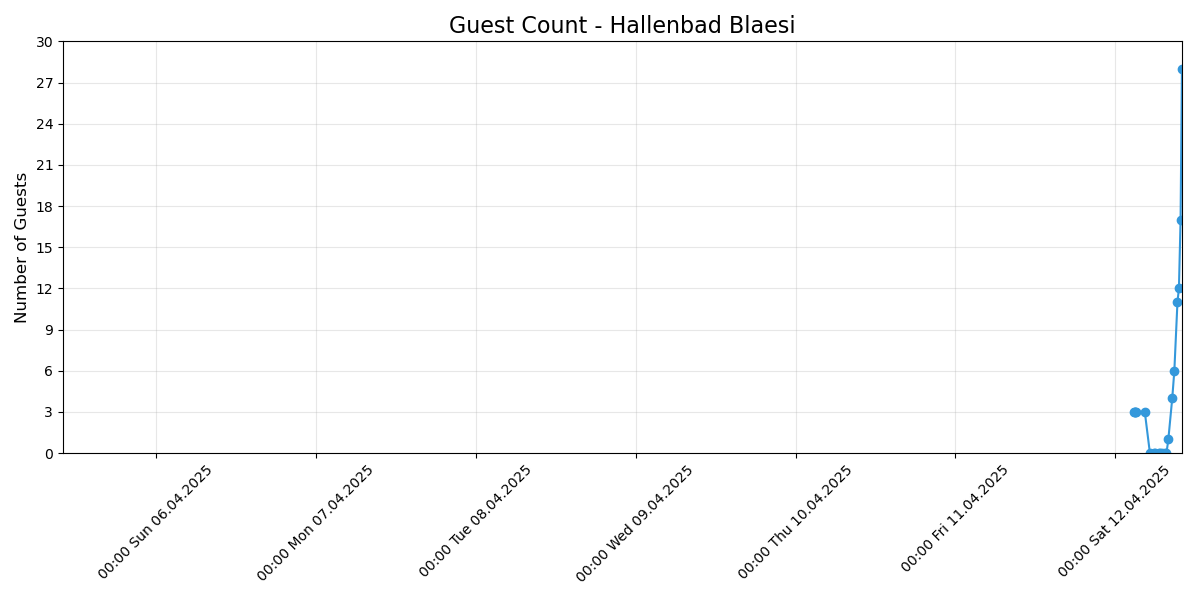 Guest Count - Hallenbad Blaesi
Number of Guests
30
27
24
21
18
15
12
9
6
3
0
00:00 Sun 06.04.2025
00:00 Mon 07.04.2025
00:00 Tue 08.04.2025
00:00 Wed 09.04.2025
00:00 Thu 10.04.2025
00:00 Fri 11.04.2025
00:00 Sat 12.04.2025